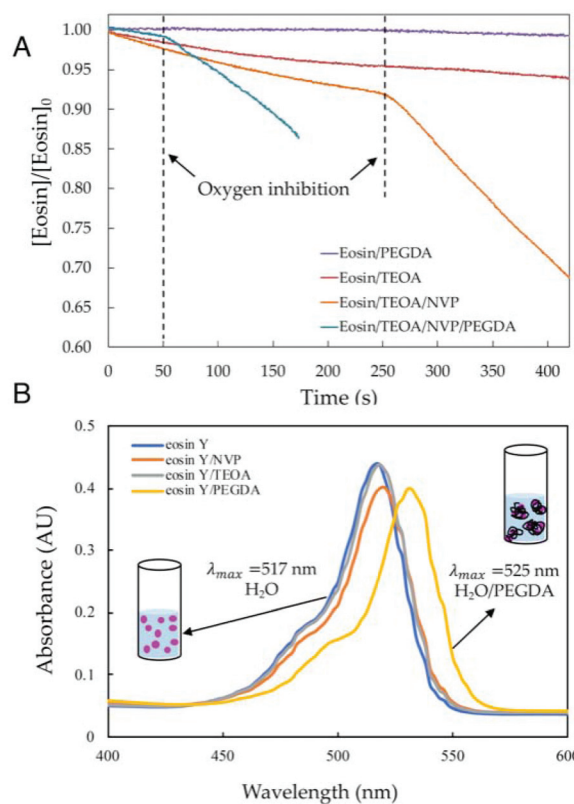 A
[Eosin]/[Eosin]₀
1.00
0.95
0.90
0.85
0.80
0.75
0.70
0.65
0.60
Oxygen inhibition
Eosin/PEGDA
Eosin/TEOA
Eosin/TEOA/NVP
Eosin/TEOA/NVP/PEGDA
0 50 100 150 200 250 300 350 400
Time (s)
B
Absorbance (AU)
0.5
0.4
0.3
0.2
0.1
0
eosin Y
eosin Y/NVP
eosin Y/TEOA
eosin Y/PEGDA
λmax =517 nm
H₂O
λmax =525 nm
H₂O/PEGDA
400 450 500 550 600
Wavelength (nm)